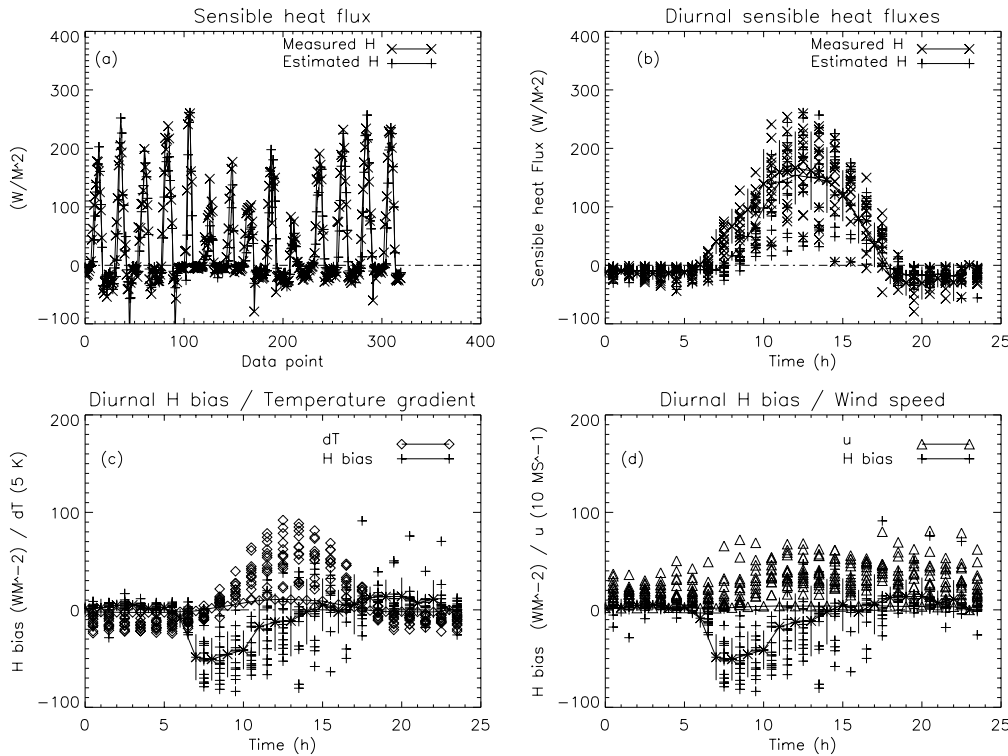 Sensible heat flux
400
300
200
100
0
−100
(W/M^2)
(a)
Measured H
Estimated H
0
100
200
300
400
Data point
Diurnal sensible heat fluxes
400
300
200
100
0
−100
Sensible heat Flux (W/M^2)
(b)
Measured H
Estimated H
0
5
10
15
20
25
Time (h)
Diurnal H bias / Temperature gradient
200
100
0
−100
H bias (WM^−2) / dT (5 K)
(c)
dT
H bias
0
5
10
15
20
25
Time (h)
Diurnal H bias / Wind speed
200
100
0
−100
H bias (WM^−2) / u (10 MS^−1)
(d)
u
H bias
0
5
10
15
20
25
Time (h)